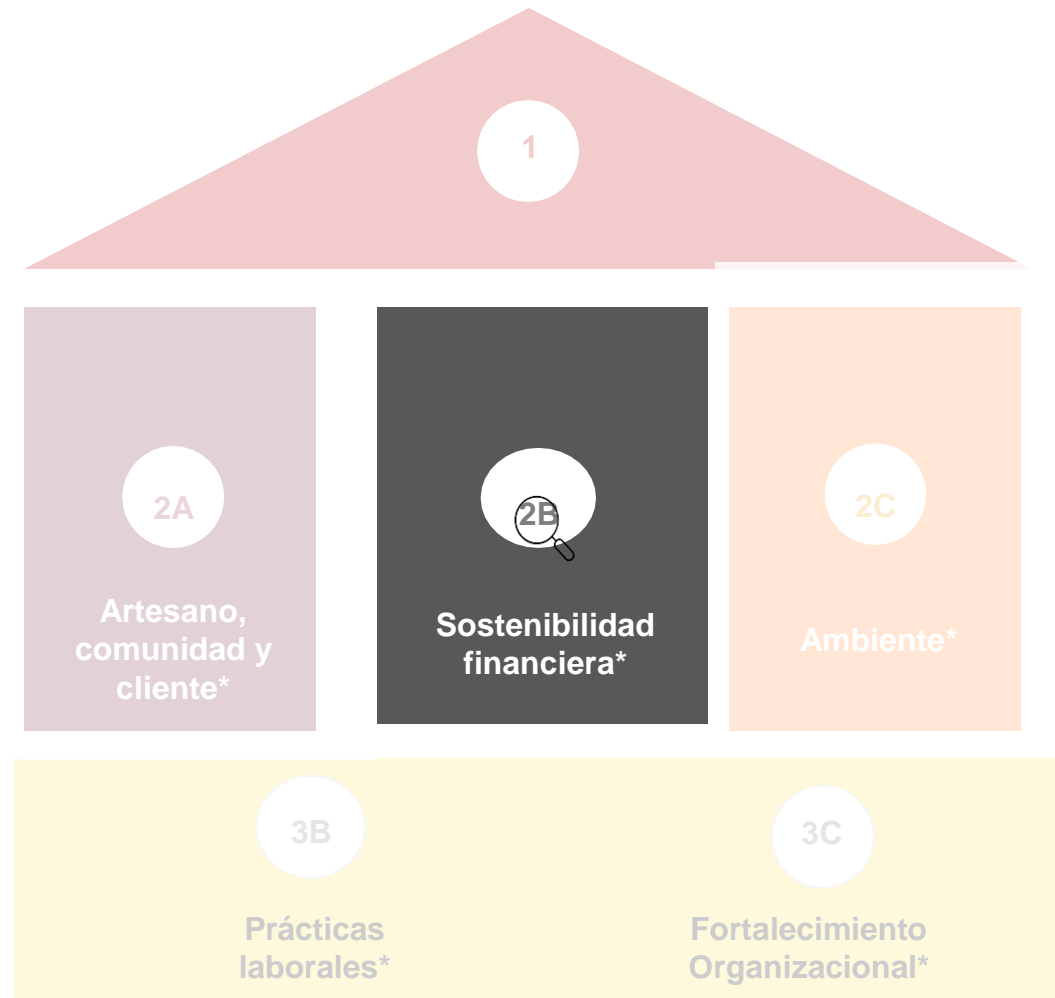 1
2A
Artesano,
comunidad y
cliente*
2B
Sostenibilidad
financiera*
2C
Ambiente*
3B
Prácticas
laborales*
3C
Fortalecimiento
Organizacional*